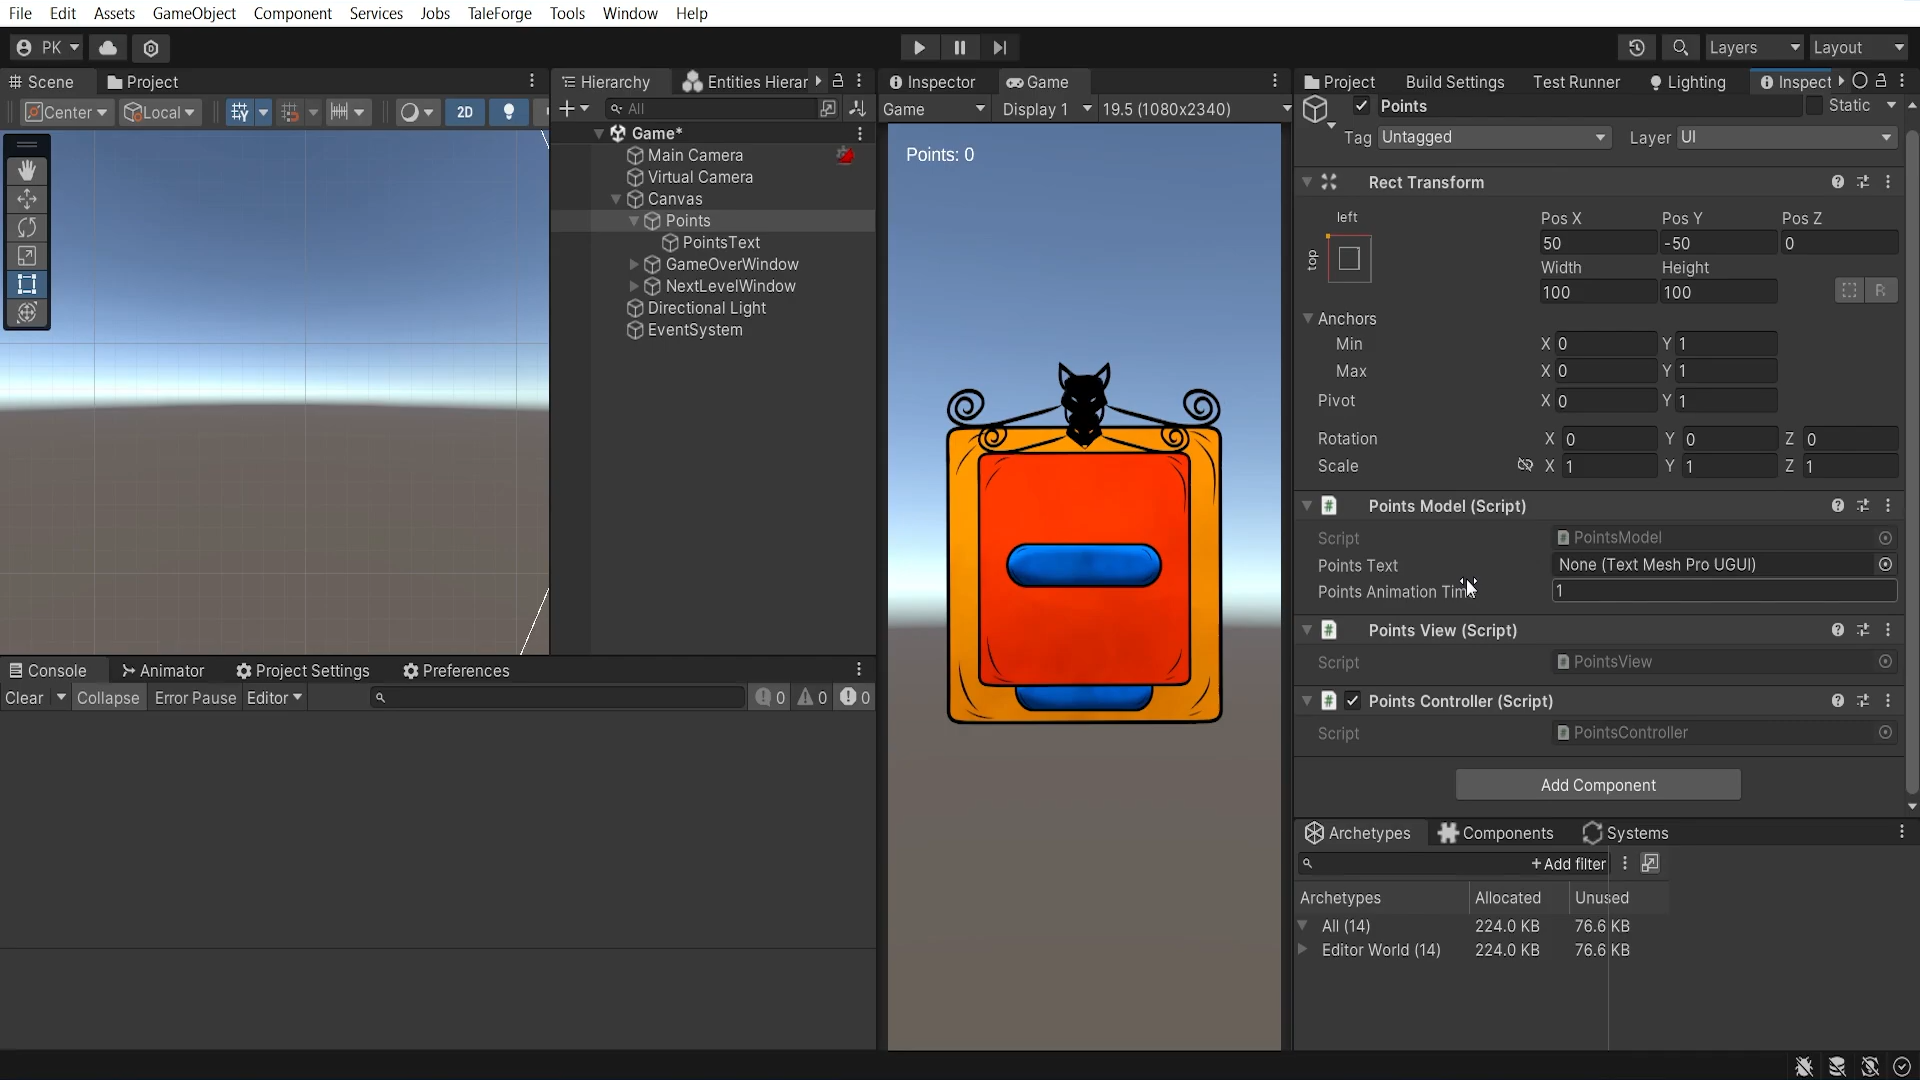 File Edit Assets GameObject Component Services Jobs TaleForge Tools Window Help
PK Layers Layout
Scene Project Hierarchy Entities Hierar Inspector Game Project Build Settings Test Runner Lighting Inspect
Center Local 2D All Game Display 1 19.5 (1080x2340) Points Static
Tag Untagged Layer UI
Game*
Main Camera
Virtual Camera
Canvas
Points
PointsText
GameOverWindow
NextLevelWindow
Directional Light
EventSystem
Points: 0
Rect Transform
left
top
Pos X Pos Y Pos Z
50 -50 0
Width Height
100 100 R
Anchors
Min X 0 Y 1
Max X 0 Y 1
Pivot X 0 Y 1
Rotation X 0 Y 0 Z 0
Scale X 1 Y 1 Z 1
# Points Model (Script)
Script # PointsModel
Points Text None (Text Mesh Pro UGUI)
Points Animation Time 1
# Points View (Script)
Script # PointsView
# Points Controller (Script)
Script # PointsController
Add Component
Console Animator Project Settings Preferences
Clear Collapse Error Pause Editor 0 0 0
Archetypes Components Systems
+Add filter
Archetypes Allocated Unused
All (14) 224.0 KB 76.6 KB
Editor World (14) 224.0 KB 76.6 KB